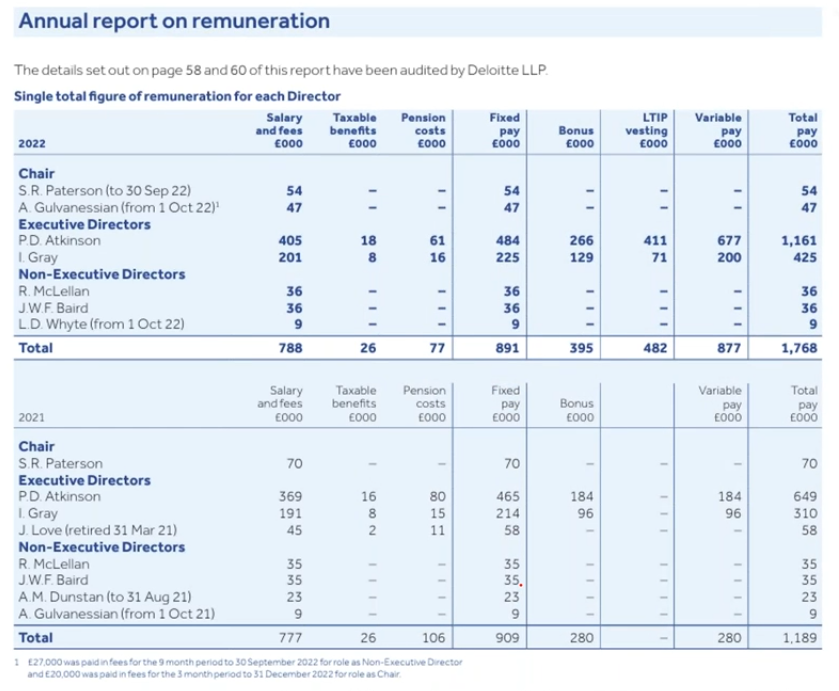 Annual report on remuneration
The details set out on page 58 and 60 of this report have been audited by Deloitte LLP.
Single total figure of remuneration for each Director
2022 Salary and fees £000 Taxable benefits £000 Pension costs £000 Fixed pay £000 Bonus £000 LTIP vesting £000 Variable pay £000 Total pay £000
Chair
S.R. Paterson (to 30 Sep 22) 54 – – 54 – – – 54
A. Gulvanessian (from 1 Oct 22)¹ 47 – – 47 – – – 47
Executive Directors
P.D. Atkinson 405 18 61 484 266 411 677 1,161
I. Gray 201 8 16 225 129 71 200 425
Non-Executive Directors
R. McLellan 36 – – 36 – – – 36
J.W.F. Baird 36 – – 36 – – – 36
L.D. Whyte (from 1 Oct 22) 9 – – 9 – – – 9
Total 788 26 77 891 395 482 877 1,768
2021 Salary and fees £000 Taxable benefits £000 Pension costs £000 Fixed pay £000 Bonus £000 Variable pay £000 Total pay £000
Chair
S.R. Paterson 70 – – 70 – – – 70
Executive Directors
P.D. Atkinson 369 16 80 465 184 – 184 649
I. Gray 191 8 15 214 96 – 96 310
J. Love (retired 31 Mar 21) 45 2 11 58 – – – 58
Non-Executive Directors
R. McLellan 35 – – 35 – – – 35
J.W.F. Baird 35 – – 35 – – – 35
A.M. Dunstan (to 31 Aug 21) 23 – – 23 – – – 23
A. Gulvanessian (from 1 Oct 21) 9 – – 9 – – – 9
Total 777 26 106 909 280 – 280 1,189
1 £27,000 was paid in fees for the 9 month period to 30 September 2022 for role as Non-Executive Director
and £20,000 was paid in fees for the 3 month period to 31 December 2022 for role as Chair.